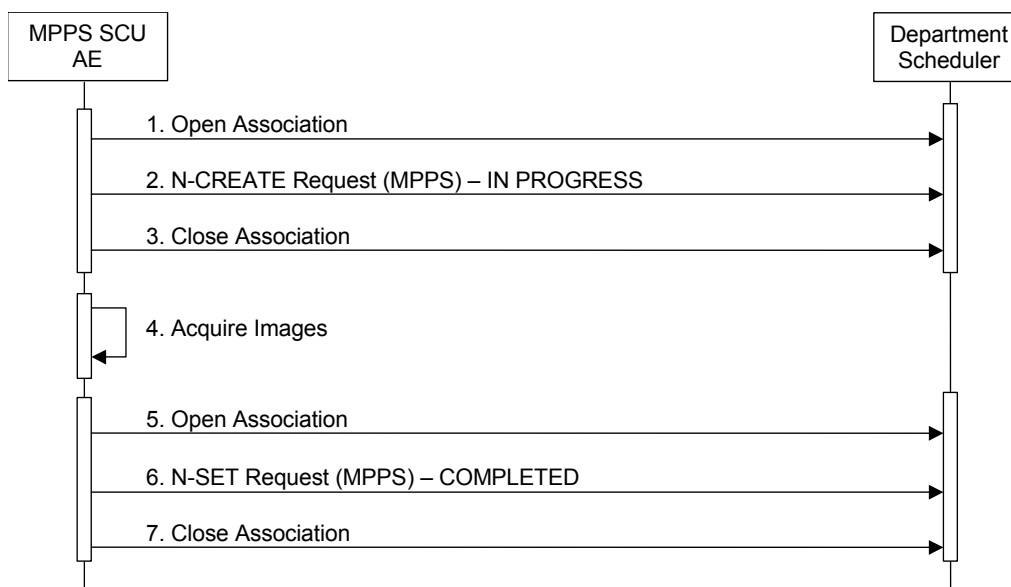 MPPS SCU
AE
Department
Scheduler
1. Open Association
2. N-CREATE Request (MPPS) – IN PROGRESS
3. Close Association
4. Acquire Images
5. Open Association
6. N-SET Request (MPPS) – COMPLETED
7. Close Association